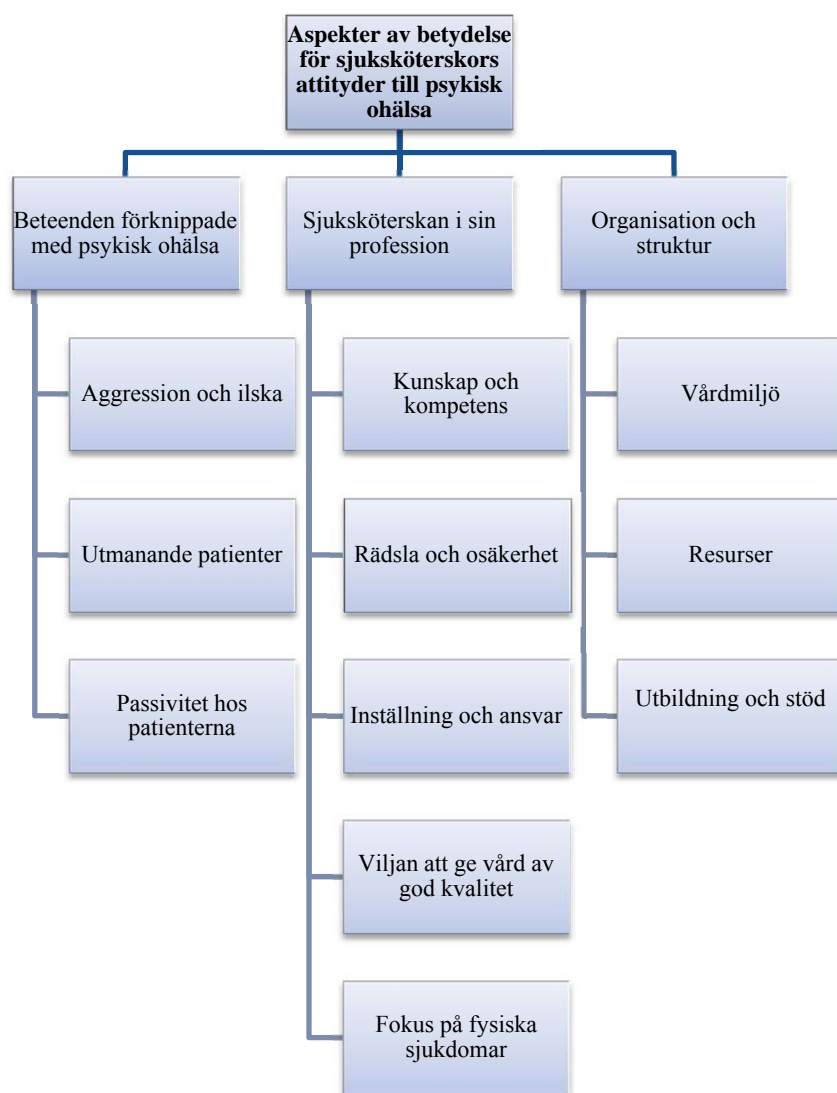 Aspekter av betydelse
för sjuksköterskors
attityder till psykisk
ohälsa
Beteenden förknippade
med psykisk ohälsa
Aggression och ilska
Utmanande patienter
Passivitet hos
patienterna
Sjuksköterskan i sin
profession
Kunskap och
kompetens
Rädsla och osäkerhet
Inställning och ansvar
Viljan att ge vård av
god kvalitet
Fokus på fysiska
sjukdomar
Organisation och
struktur
Vårdmiljö
Resurser
Utbildning och stöd